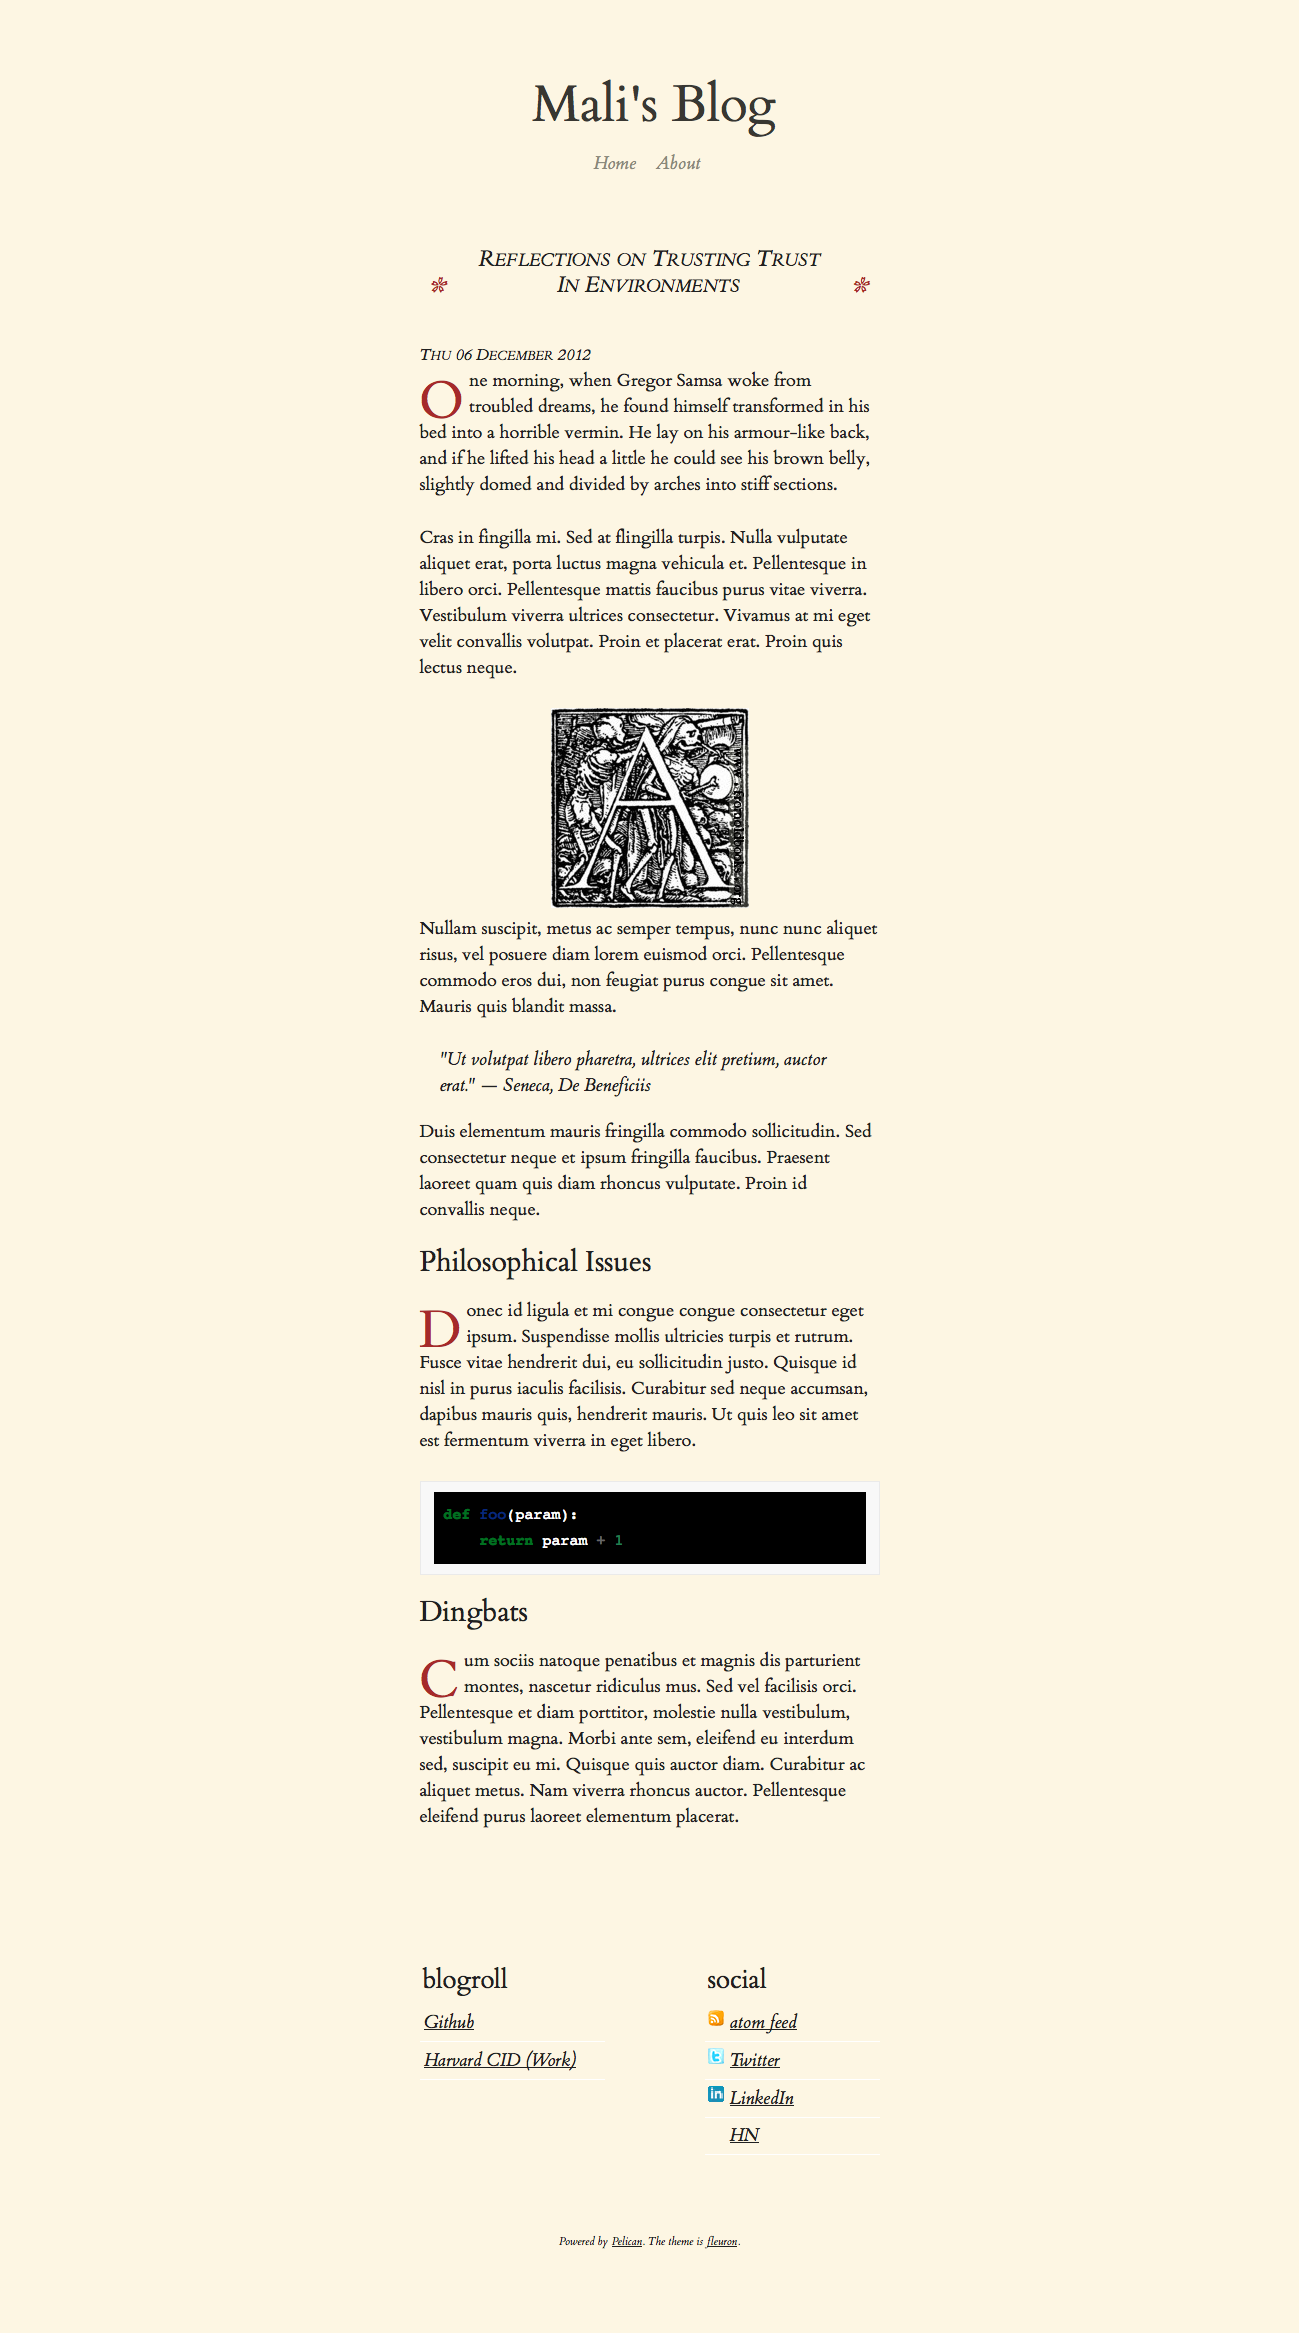 Mali's Blog
Home About
Reflections on Trusting Trust
In Environments
Thu 06 December 2012
One morning, when Gregor Samsa woke from
troubled dreams, he found himself transformed in his
bed into a horrible vermin. He lay on his armour-like back,
and if he lifted his head a little he could see his brown belly,
slightly domed and divided by arches into stiff sections.
Cras in fingilla mi. Sed at flingilla turpis. Nulla vulputate
aliquet erat, porta luctus magna vehicula et. Pellentesque in
libero orci. Pellentesque mattis faucibus purus vitae viverra.
Vestibulum viverra ultrices consectetur. Vivamus at mi eget
velit convallis volutpat. Proin et placerat erat. Proin quis
lectus neque.
A
Nullam suscipit, metus ac semper tempus, nunc nunc aliquet
risus, vel posuere diam lorem euismod orci. Pellentesque
commodo eros dui, non feugiat purus congue sit amet.
Mauris quis blandit massa.
"Ut volutpat libero pharetra, ultrices elit pretium, auctor
erat." — Seneca, De Beneficiis
Duis elementum mauris fringilla commodo sollicitudin. Sed
consectetur neque et ipsum fringilla faucibus. Praesent
laoreet quam quis diam rhoncus vulputate. Proin id
convallis neque.
Philosophical Issues
Donec id ligula et mi congue congue consectetur eget
ipsum. Suspendisse mollis ultricies turpis et rutrum.
Fusce vitae hendrerit dui, eu sollicitudin justo. Quisque id
nisl in purus iaculis facilisis. Curabitur sed neque accumsan,
dapibus mauris quis, hendrerit mauris. Ut quis leo sit amet
est fermentum viverra in eget libero.
def foo(param):
    return param + 1
Dingbats
Cum sociis natoque penatibus et magnis dis parturient
montes, nascetur ridiculus mus. Sed vel facilisis orci.
Pellentesque et diam porttitor, molestie nulla vestibulum,
vestibulum magna. Morbi ante sem, eleifend eu interdum
sed, suscipit eu mi. Quisque quis auctor diam. Curabitur ac
aliquet metus. Nam viverra rhoncus auctor. Pellentesque
eleifend purus laoreet elementum placerat.
blogroll
Github
Harvard CID (Work)
social
atom feed
Twitter
LinkedIn
HN
Powered by Pelican. The theme is fleuron.